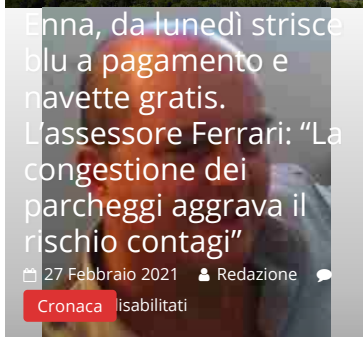 Enna, da lunedì strisce
blu a pagamento e
navette gratis.
L’assessore Ferrari: “La
congestione dei
parcheggi aggrava il
rischio contagi”
27 Febbraio 2021 Redazione
Cronaca disabilitati